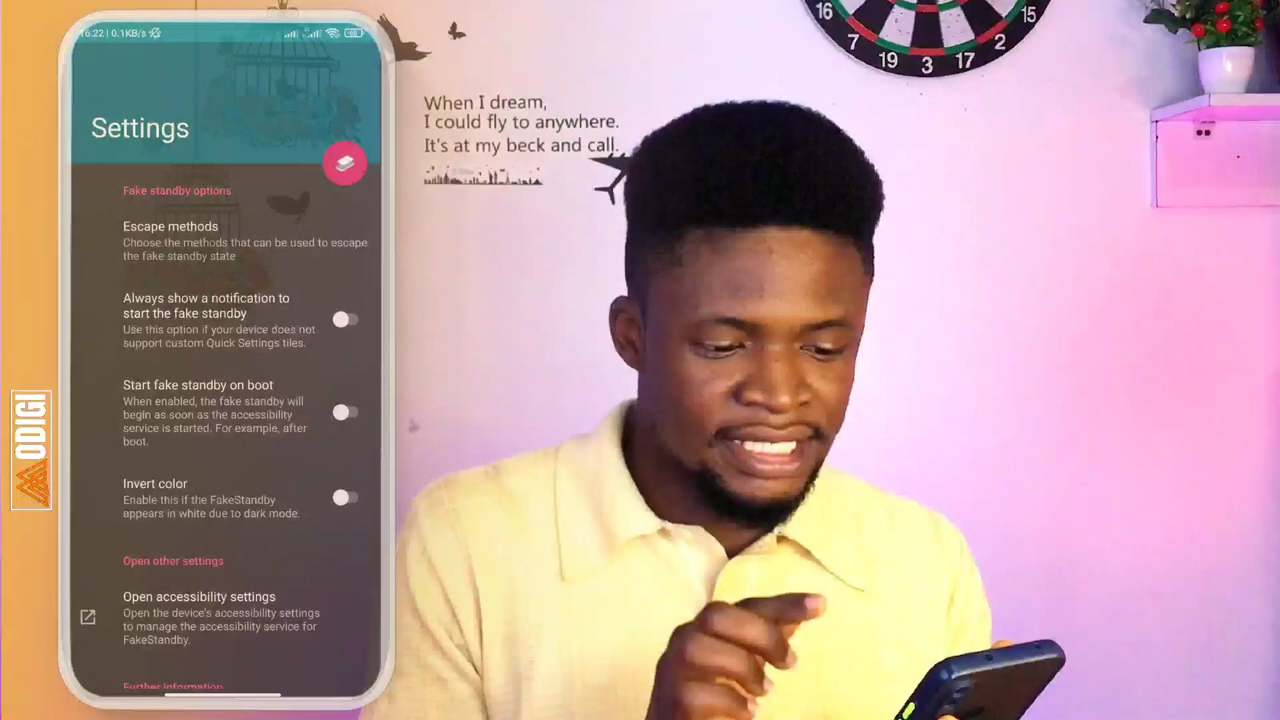 16:22 | 0.1KB/s
Settings
Fake standby options
Escape methods
Choose the methods that can be used to escape
the fake standby state
Always show a notification to
start the fake standby
Use this option if your device does not
support custom Quick Settings tiles.
Start fake standby on boot
When enabled, the fake standby will
begin as soon as the accessibility
service is started. For example, after
boot.
Invert color
Enable this if the FakeStandby
appears in white due to dark mode.
Open other settings
Open accessibility settings
Open the device's accessibility settings
to manage the accessibility service for
FakeStandby.
Further information
ODIGI
When I dream,
I could fly to anywhere.
It's at my beck and call.
16
7
19
3
17
2
15